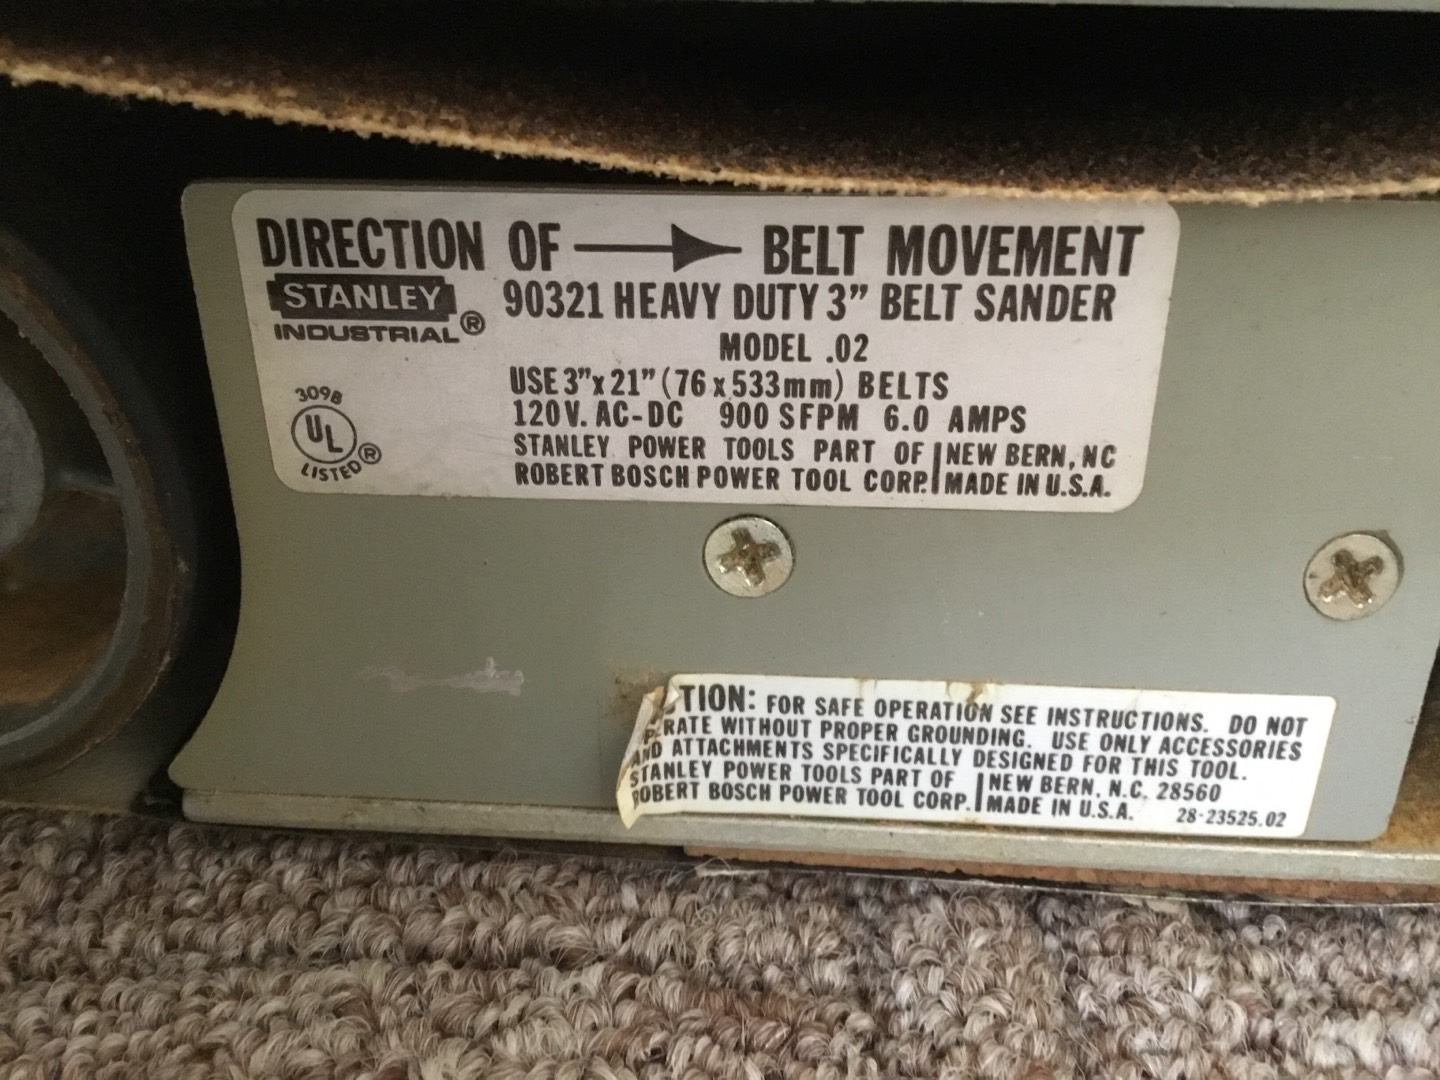 DIRECTION OF BELT MOVEMENT
STANLEY
INDUSTRIAL®
90321 HEAVY DUTY 3" BELT SANDER
MODEL .02
USE 3"x 21" (76 x 533mm) BELTS
120V. AC-DC 900 SFPM 6.0 AMPS
STANLEY POWER TOOLS PART OF | NEW BERN, NC
ROBERT BOSCH POWER TOOL CORP. | MADE IN U.S.A.
309B
UL ®
LISTED
TION: FOR SAFE OPERATION SEE INSTRUCTIONS. DO NOT
PERATE WITHOUT PROPER GROUNDING. USE ONLY ACCESSORIES
AND ATTACHMENTS SPECIFICALLY DESIGNED FOR THIS TOOL.
STANLEY POWER TOOLS PART OF | NEW BERN, N.C. 28560
ROBERT BOSCH POWER TOOL CORP. | MADE IN U.S.A. 28-23525.02